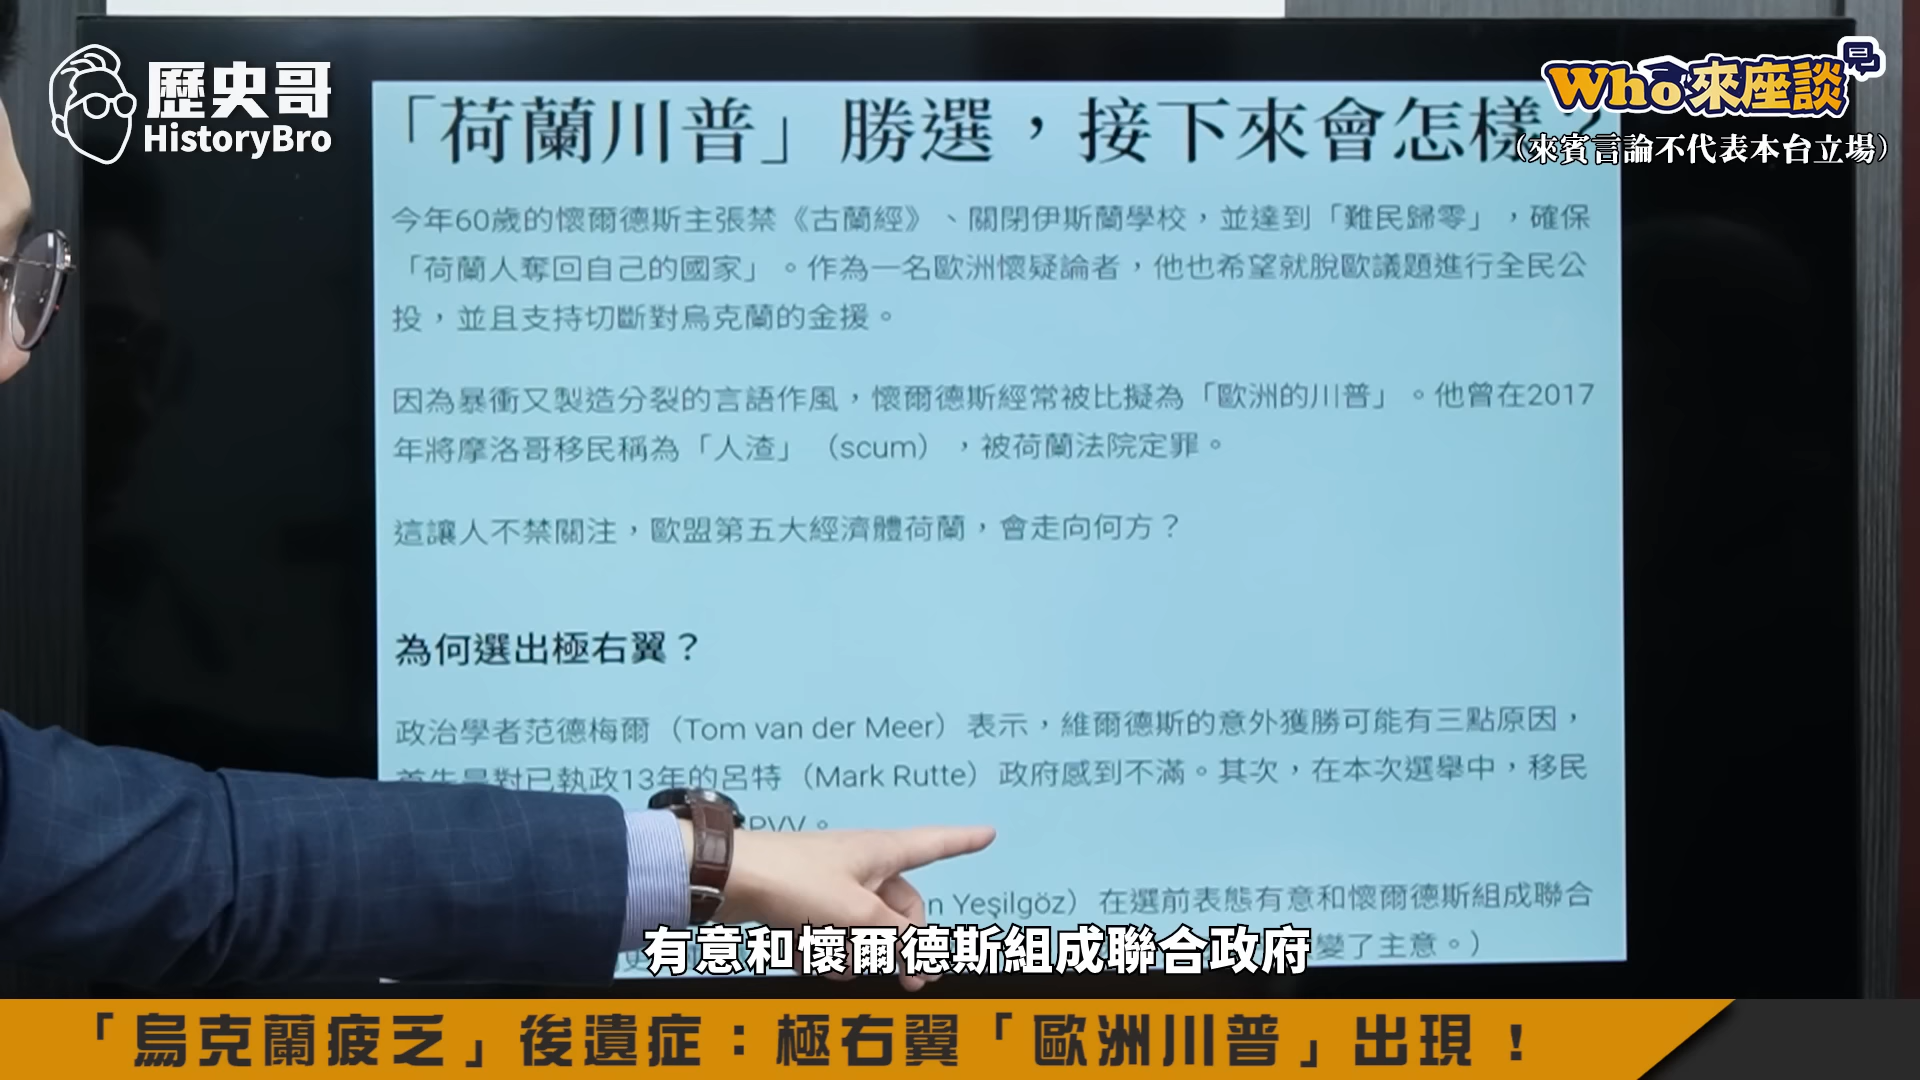 歷史哥
HistoryBro
Who來座談
（來賓言論不代表本台立場）
「荷蘭川普」勝選，接下來會怎樣？
今年60歲的懷爾德斯主張禁《古蘭經》、關閉伊斯蘭學校，並達到「難民歸零」，確保
「荷蘭人奪回自己的國家」。作為一名歐洲懷疑論者，他也希望就脫歐議題進行全民公
投，並且支持切斷對烏克蘭的金援。
因為暴衝又製造分裂的言語作風，懷爾德斯經常被比擬為「歐洲的川普」。他曾在2017
年將摩洛哥移民稱為「人渣」（scum），被荷蘭法院定罪。
這讓人不禁關注，歐盟第五大經濟體荷蘭，會走向何方？
為何選出極右翼？
政治學者范德梅爾（Tom van der Meer）表示，維爾德斯的意外獲勝可能有三點原因，
首先是對已執政13年的呂特（Mark Rutte）政府感到不滿。其次，在本次選舉中，移民
PVV。
Yeşilgöz）在選前表態有意和懷爾德斯組成聯合
變了主意。）
有意和懷爾德斯組成聯合政府
「烏克蘭疲乏」後遺症：極右翼「歐洲川普」出現！